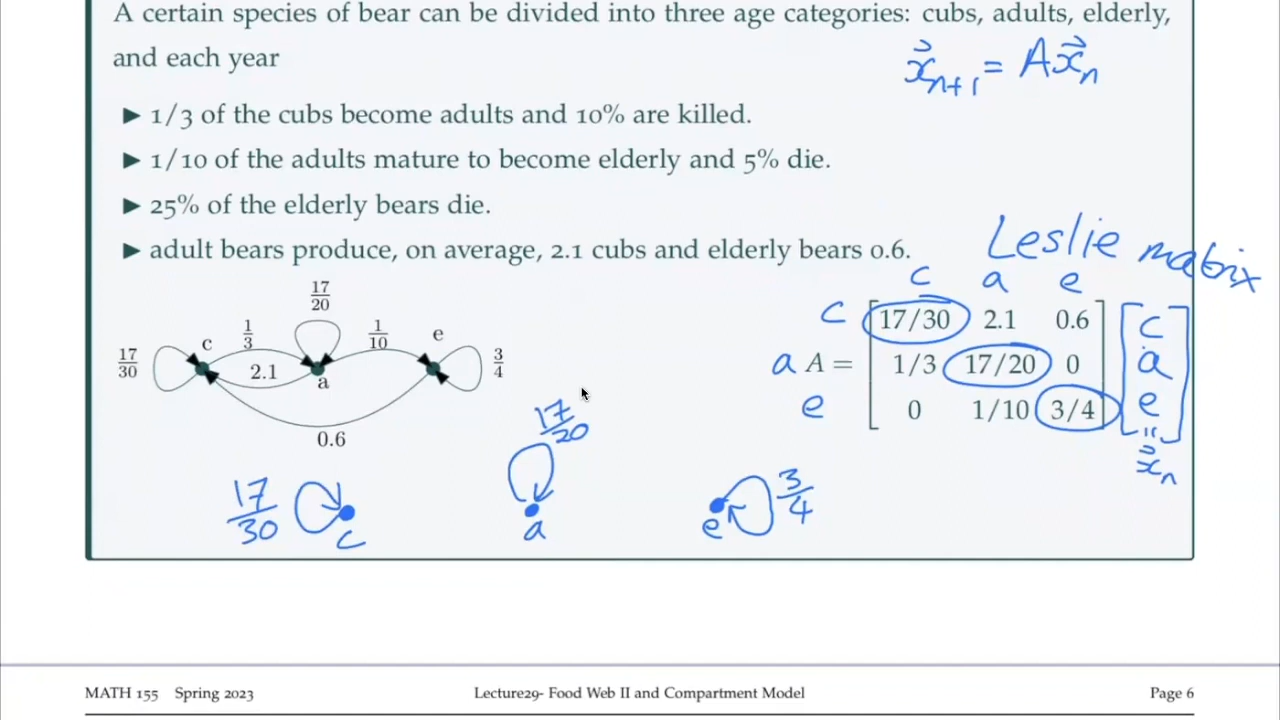 A certain species of bear can be divided into three age categories: cubs, adults, elderly,
and each year
x⃗ₙ₊₁ = Ax⃗ₙ
▶ 1/3 of the cubs become adults and 10% are killed.
▶ 1/10 of the adults mature to become elderly and 5% die.
▶ 25% of the elderly bears die.
▶ adult bears produce, on average, 2.1 cubs and elderly bears 0.6.
Leslie matrix
c a e
c 17/30 2.1 0.6 c
a A = 1/3 17/20 0 a
e 0 1/10 3/4 e
= x⃗ₙ
17/20
17/30 c 1/3 1/10 e 3/4
2.1 a
0.6
17/30 c
17/20 a
e 3/4
MATH 155 Spring 2023 Lecture29- Food Web II and Compartment Model Page 6